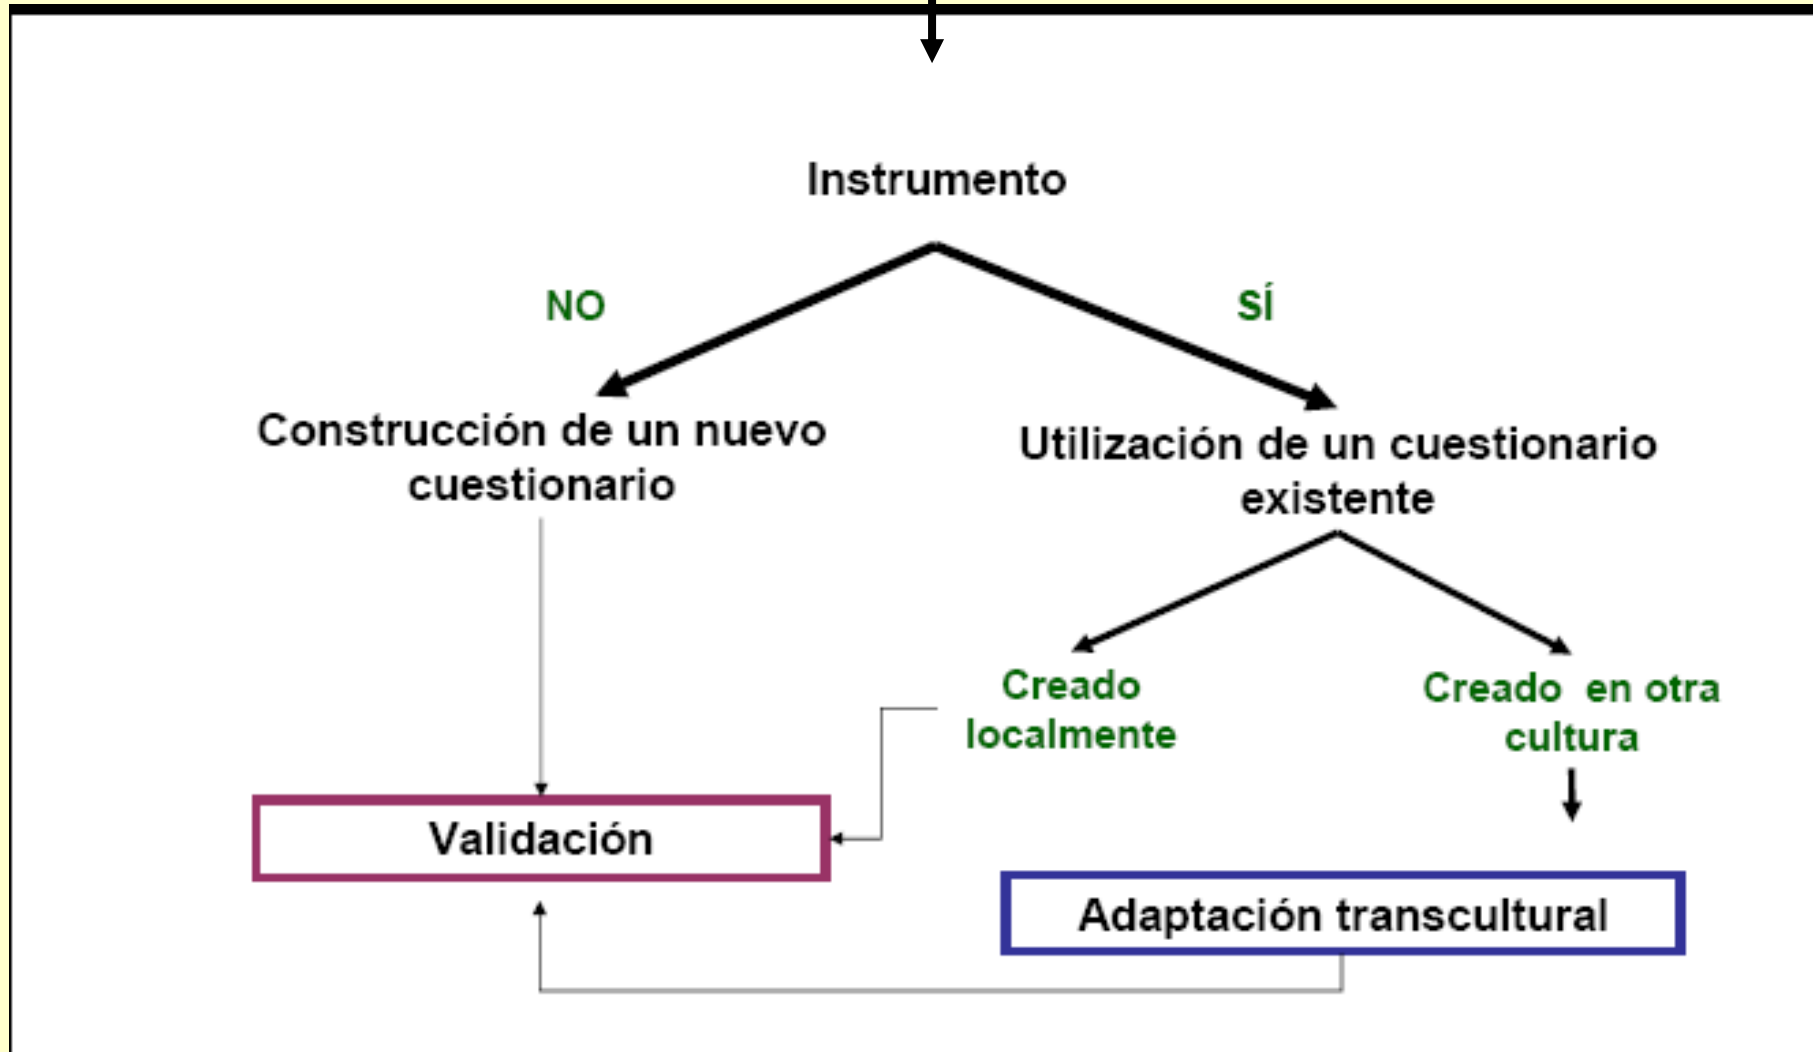 Instrumento
NO
SÍ
Construcción de un nuevo
cuestionario
Utilización de un cuestionario
existente
Creado
localmente
Creado en otra
cultura
Validación
Adaptación transcultural